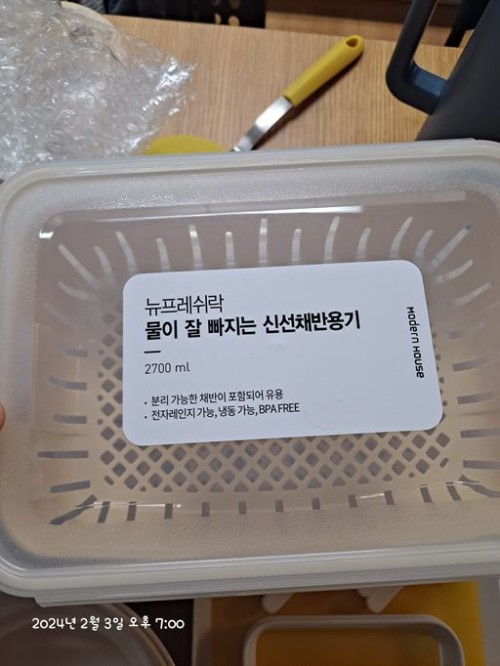 뉴프레쉬락
물이 잘 빠지는 신선채반용기
2700 ml
· 분리 가능한 채반이 포함되어 유용
· 전자레인지 가능, 냉동 가능, BPA FREE
MODERN HOUSE
2024년 2월 3일 오후 7:00